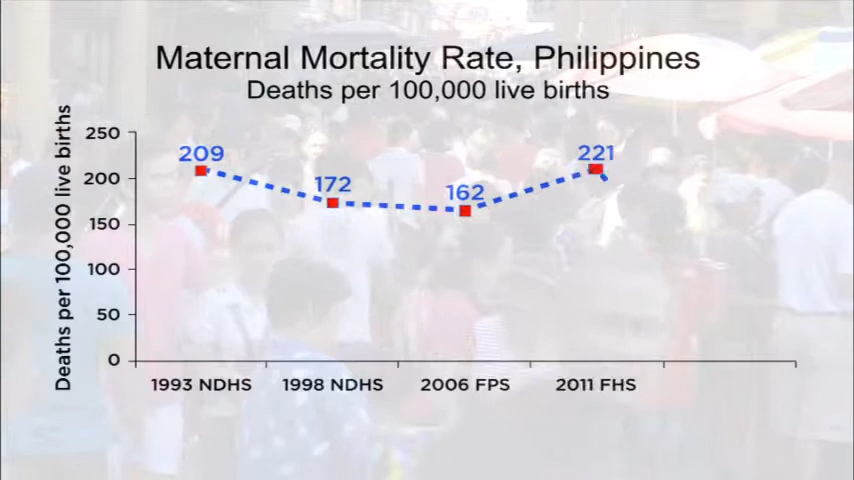 Maternal Mortality Rate, Philippines
Deaths per 100,000 live births
Deaths per 100,000 live births
250
200
150
100
50
0
209
172
162
221
1993 NDHS
1998 NDHS
2006 FPS
2011 FHS